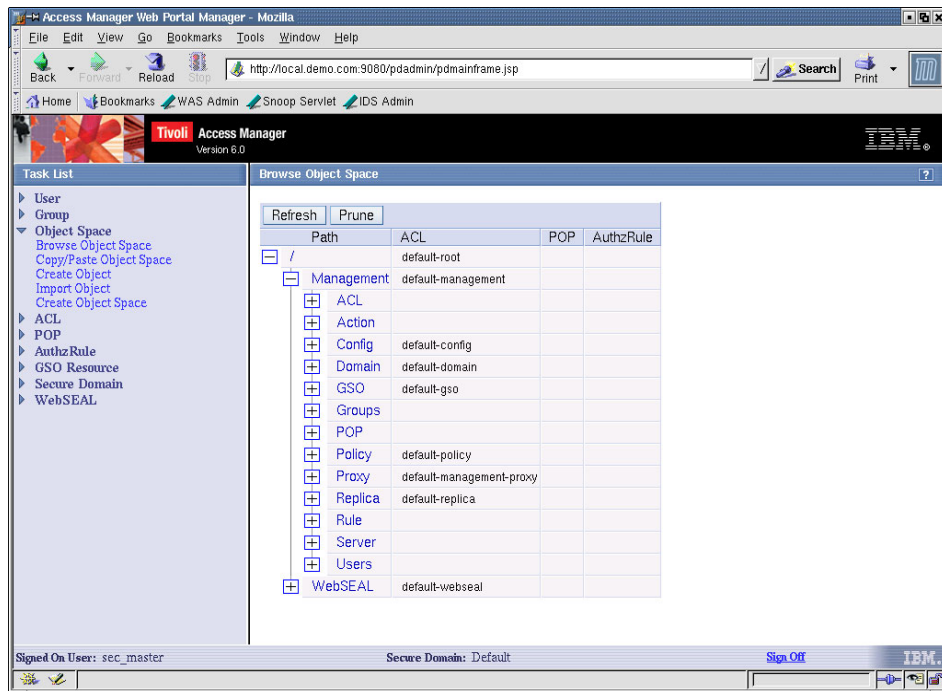 Access Manager Web Portal Manager - Mozilla
File Edit View Go Bookmarks Tools Window Help
Back Forward Reload Stop http://local.demo.com:9080/pdadmin/pdmainframe.jsp Search Print
Home Bookmarks WAS Admin Snoop Servlet IDS Admin
Tivoli Access Manager
Version 6.0
IBM
Task List
Browse Object Space
?
User
Group
Object Space
Browse Object Space
Copy/Paste Object Space
Create Object
Import Object
Create Object Space
ACL
POP
AuthzRule
GSO Resource
Secure Domain
WebSEAL
Refresh Prune
Path ACL POP AuthzRule
/ default-root
Management default-management
ACL
Action
Config default-config
Domain default-domain
GSO default-gso
Groups
POP
Policy default-policy
Proxy default-management-proxy
Replica default-replica
Rule
Server
Users
WebSEAL default-webseal
Signed On User: sec_master Secure Domain: Default Sign Off IBM.